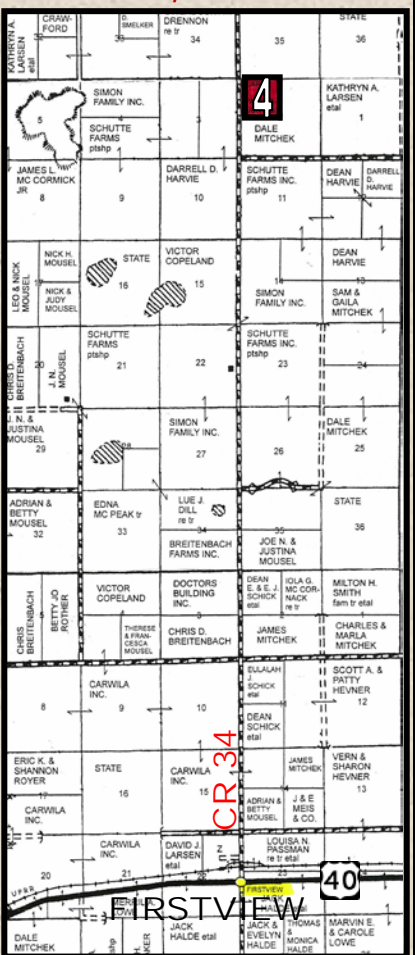 CRAW-
FORD
D.
SMELKER
DRENNON
re tr
STATE
33
34
35
36
KATHRYN A.
LARSEN
etal
SIMON
FAMILY INC.
4
KATHRYN A.
LARSEN
etal
5
4
3
1
SCHUTTE
FARMS
ptshp
DALE
MITCHEK
JAMES L.
MC CORMICK
JR
8
9
DARRELL D.
HARVIE
10
SCHUTTE
FARMS INC.
ptshp
11
DEAN
HARVIE
DARRELL
D.
HARVIE
LEO & NICK
MOUSEL
NICK H.
MOUSEL
NICK &
JUDY
MOUSEL
STATE
16
VICTOR
COPELAND
15
SIMON
FAMILY INC.
DEAN
HARVIE
SAM &
GAILA
MITCHEK
CHRIS D.
BREITENBACH
20
J. N.
MOUSEL
SCHUTTE
FARMS
ptshp
21
22
SCHUTTE
FARMS INC.
ptshp
23
24
J. N. &
JUSTINA
MOUSEL
29
28
SIMON
FAMILY INC.
27
26
DALE
MITCHEK
25
ADRIAN &
BETTY
MOUSEL
32
EDNA
MC PEAK tr
33
LUE J.
DILL
re tr
34
BREITENBACH
FARMS INC.
35
JOE N. &
JUSTINA
MOUSEL
STATE
36
CHRIS
BREITENBACH
BETTY JO
ROTHER
VICTOR
COPELAND
THERESE
& FRAN-
CESCA
MOUSEL
DOCTORS
BUILDING
INC.
CHRIS D.
BREITENBACH
DEAN
E. & E. J.
SCHICK
etal
IOLA G.
MC COR-
NACK
re tr
JAMES
MITCHEK
MILTON H.
SMITH
fam tr etal
CHARLES &
MARLA
MITCHEK
8
CARWILA
INC.
9
10
EULALAH
J.
SCHICK
etal
DEAN
SCHICK
etal
SCOTT A. &
PATTY
HEVNER
12
CR 34
ERIC K. &
SHANNON
ROYER
17
CARWILA
INC.
STATE
16
CARWILA
INC.
15
JAMES
MITCHEK
ADRIAN &
BETTY
MOUSEL
J & E
MEIS
& CO.
VERN &
SHARON
HEVNER
13
20
CARWILA
INC.
21
DAVID J.
LARSEN
etal
LOUISA N.
PASSMAN
re tr etal
40
UPRR
FIRSTVIEW
FIRSTVIEW
DALE
MITCHEK
JACK
HALDE etal
JACK &
EVELYN
HALDE
THOMAS
&
MONICA
HALDE
MARVIN E.
& CAROLE
LOWE